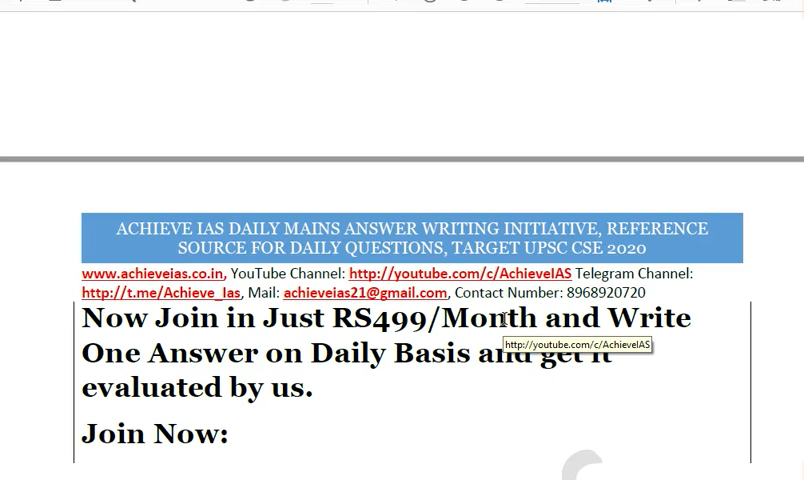 ACHIEVE IAS DAILY MAINS ANSWER WRITING INITIATIVE, REFERENCE
SOURCE FOR DAILY QUESTIONS, TARGET UPSC CSE 2020
www.achieveias.co.in, YouTube Channel: http://youtube.com/c/AchieveIAS Telegram Channel:
http://t.me/Achieve_Ias, Mail: achieveias21@gmail.com, Contact Number: 8968920720
Now Join in Just RS499/Month and Write
http://youtube.com/c/AchieveIAS
One Answer on Daily Basis and get it
evaluated by us.
Join Now: